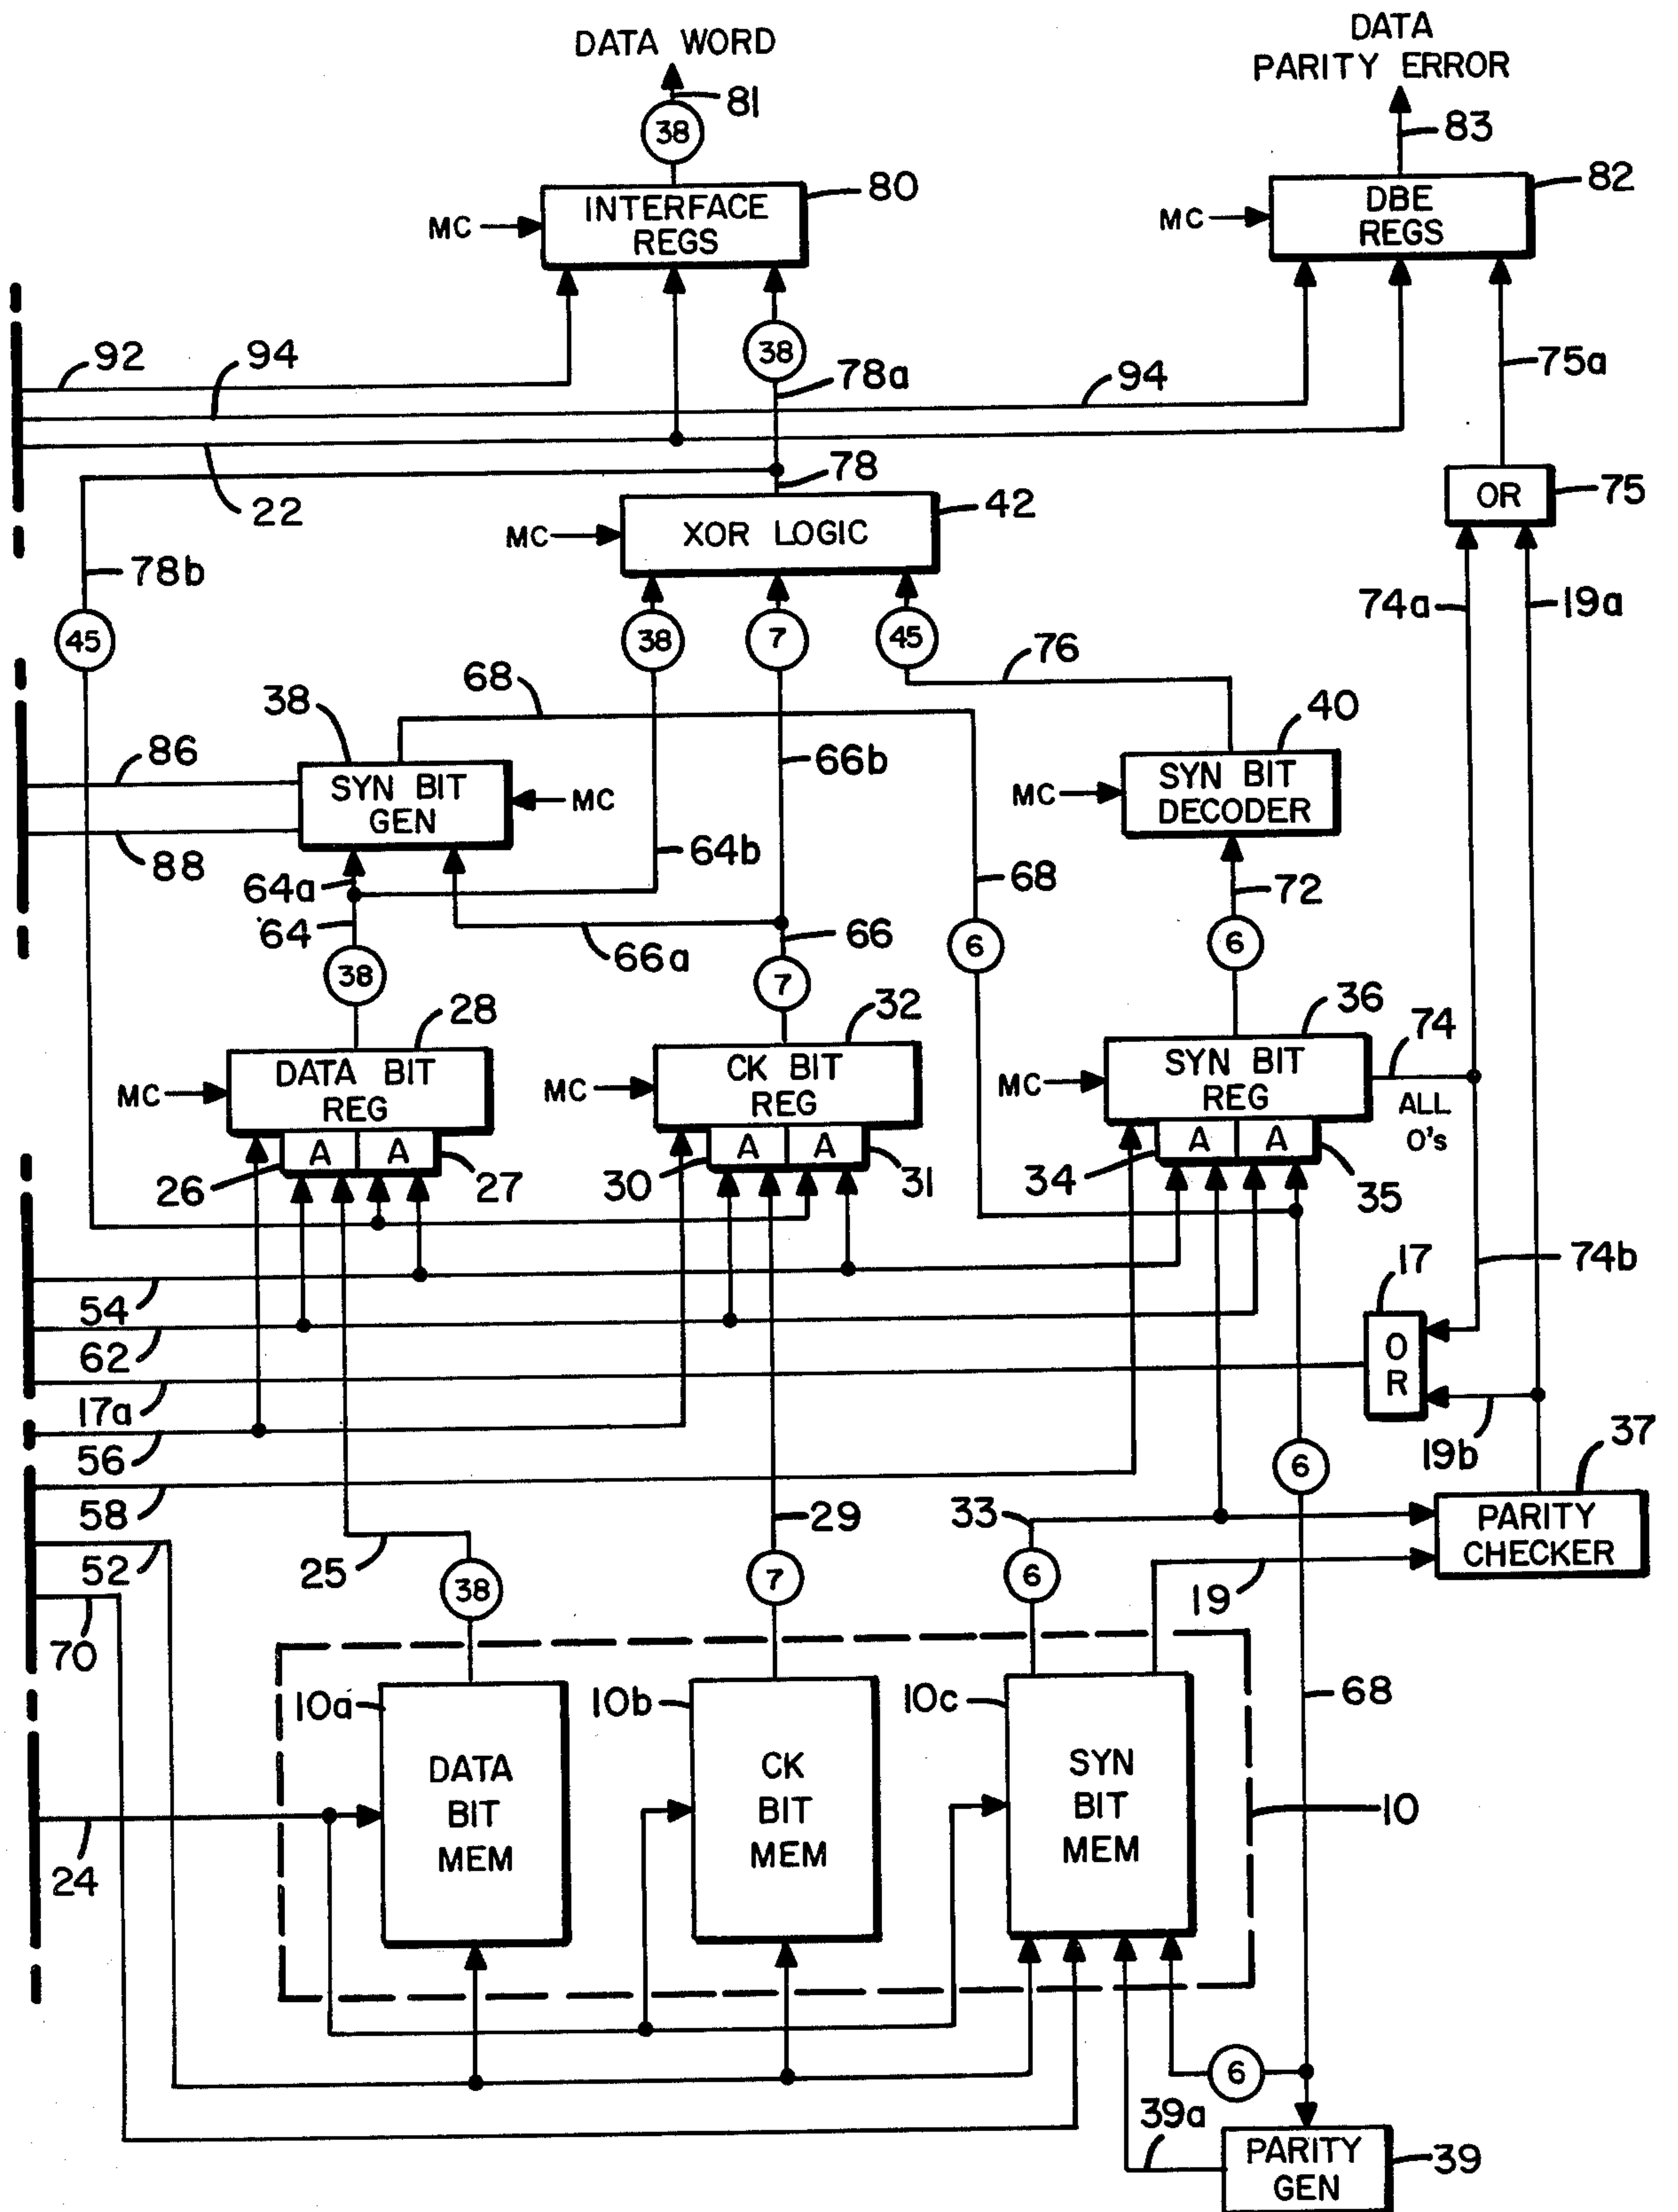 DATA WORD
81
38
INTERFACE
REGS
80
MC
DATA
PARITY ERROR
83
DBE
REGS
82
MC
92
94
22
38
78a
94
75a
78
OR
75
XOR LOGIC
42
MC
78b
45
38
7
45
74a
19a
76
68
38
SYN BIT
GEN
MC
86
88
64b
66b
64a
64
66a
66
38
7
68
6
40
SYN BIT
DECODER
MC
72
6
28
DATA BIT
REG
MC
A
A
26
27
32
CK BIT
REG
MC
A
A
30
31
36
SYN BIT
REG
MC
A
A
34
35
74
ALL
0's
54
62
17a
56
58
52
70
24
17
O
R
74b
19b
37
PARITY
CHECKER
6
25
38
29
7
33
6
19
68
10a
DATA
BIT
MEM
10b
CK
BIT
MEM
10c
SYN
BIT
MEM
10
6
39a
PARITY
GEN
39